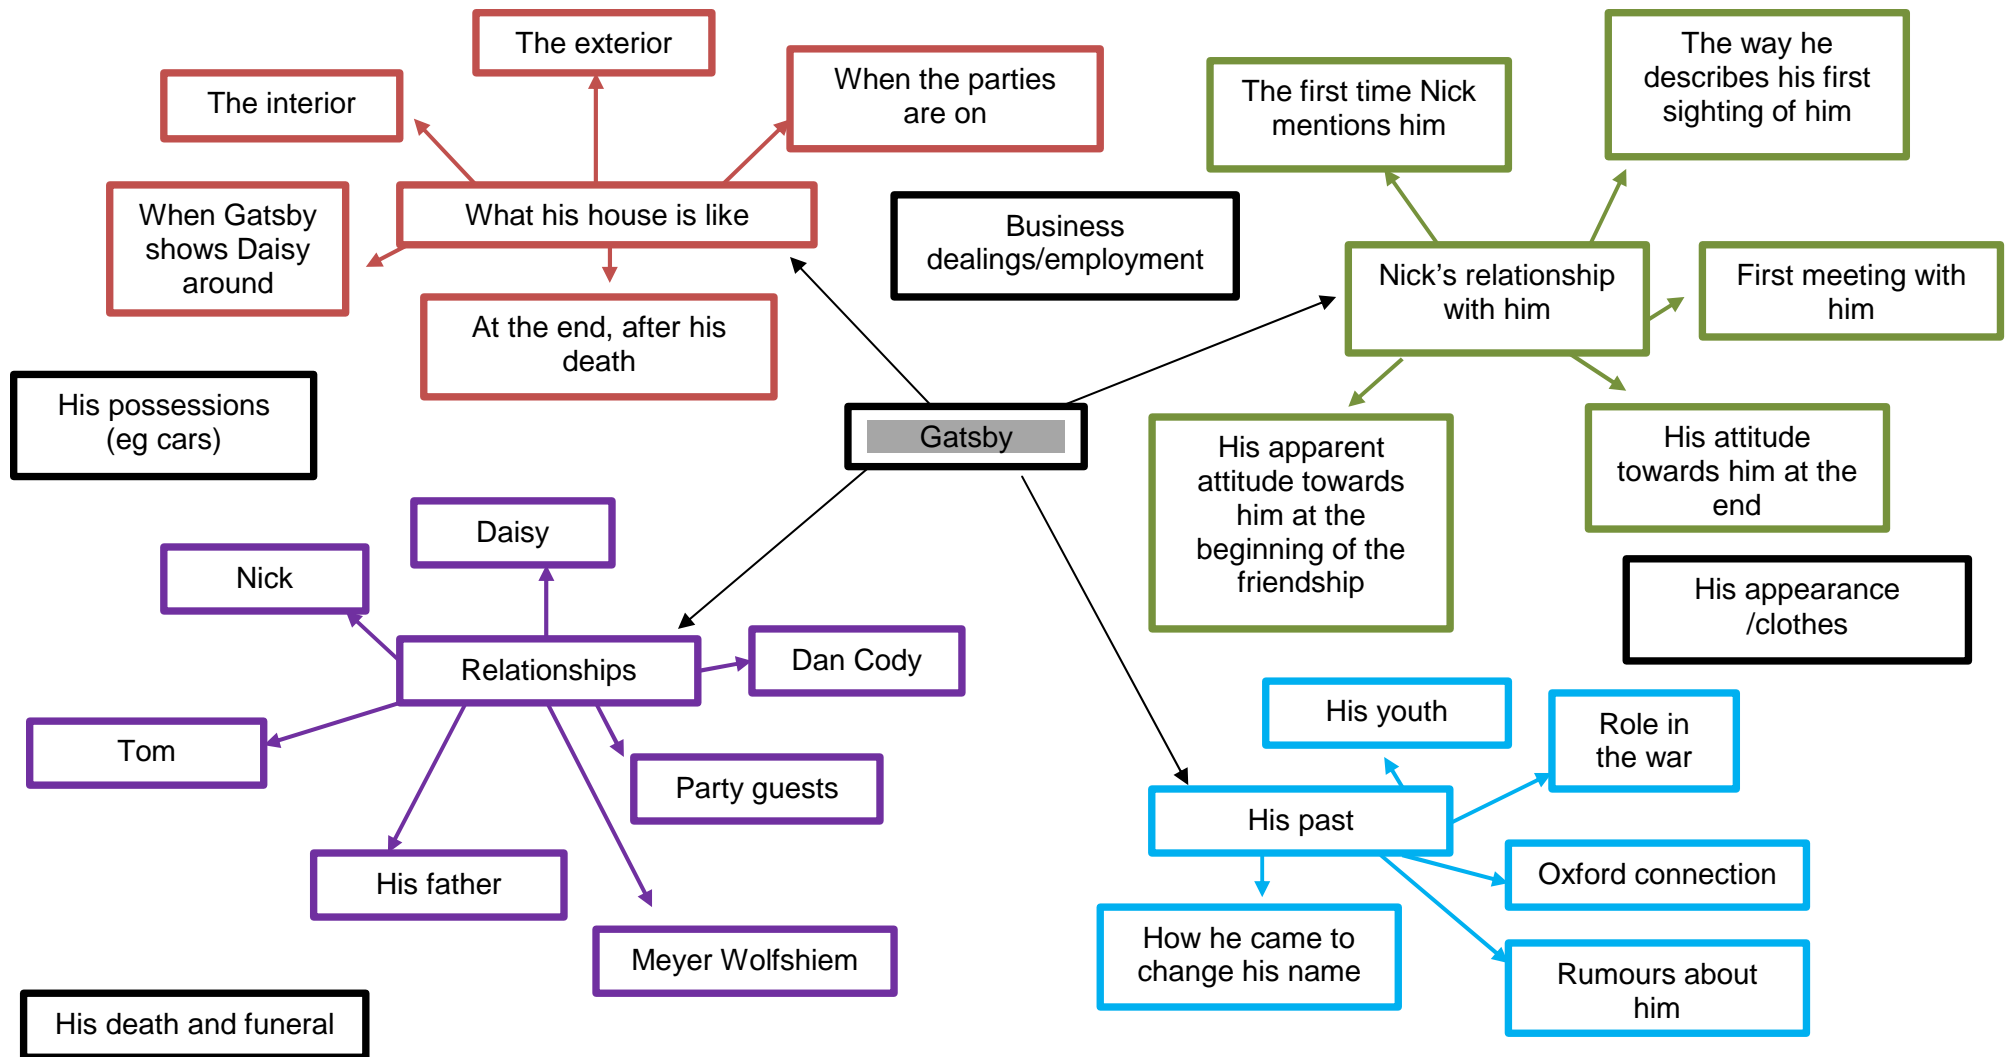 The exterior
The interior
When the parties
are on
What his house is like
When Gatsby
shows Daisy
around
At the end, after his
death
Business
dealings/employment
The first time Nick
mentions him
The way he
describes his first
sighting of him
Nick’s relationship
with him
First meeting with
him
His apparent
attitude towards
him at the
beginning of the
friendship
His attitude
towards him at the
end
His possessions
(eg cars)
Gatsby
His appearance
/clothes
Daisy
Nick
Relationships
Dan Cody
Tom
Party guests
His father
Meyer Wolfshiem
His death and funeral
His youth
Role in
the war
His past
Oxford connection
How he came to
change his name
Rumours about
him